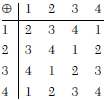 ⊕ 1 2 3 4
1 2 3 4 1
2 3 4 1 2
3 4 1 2 3
4 1 2 3 4